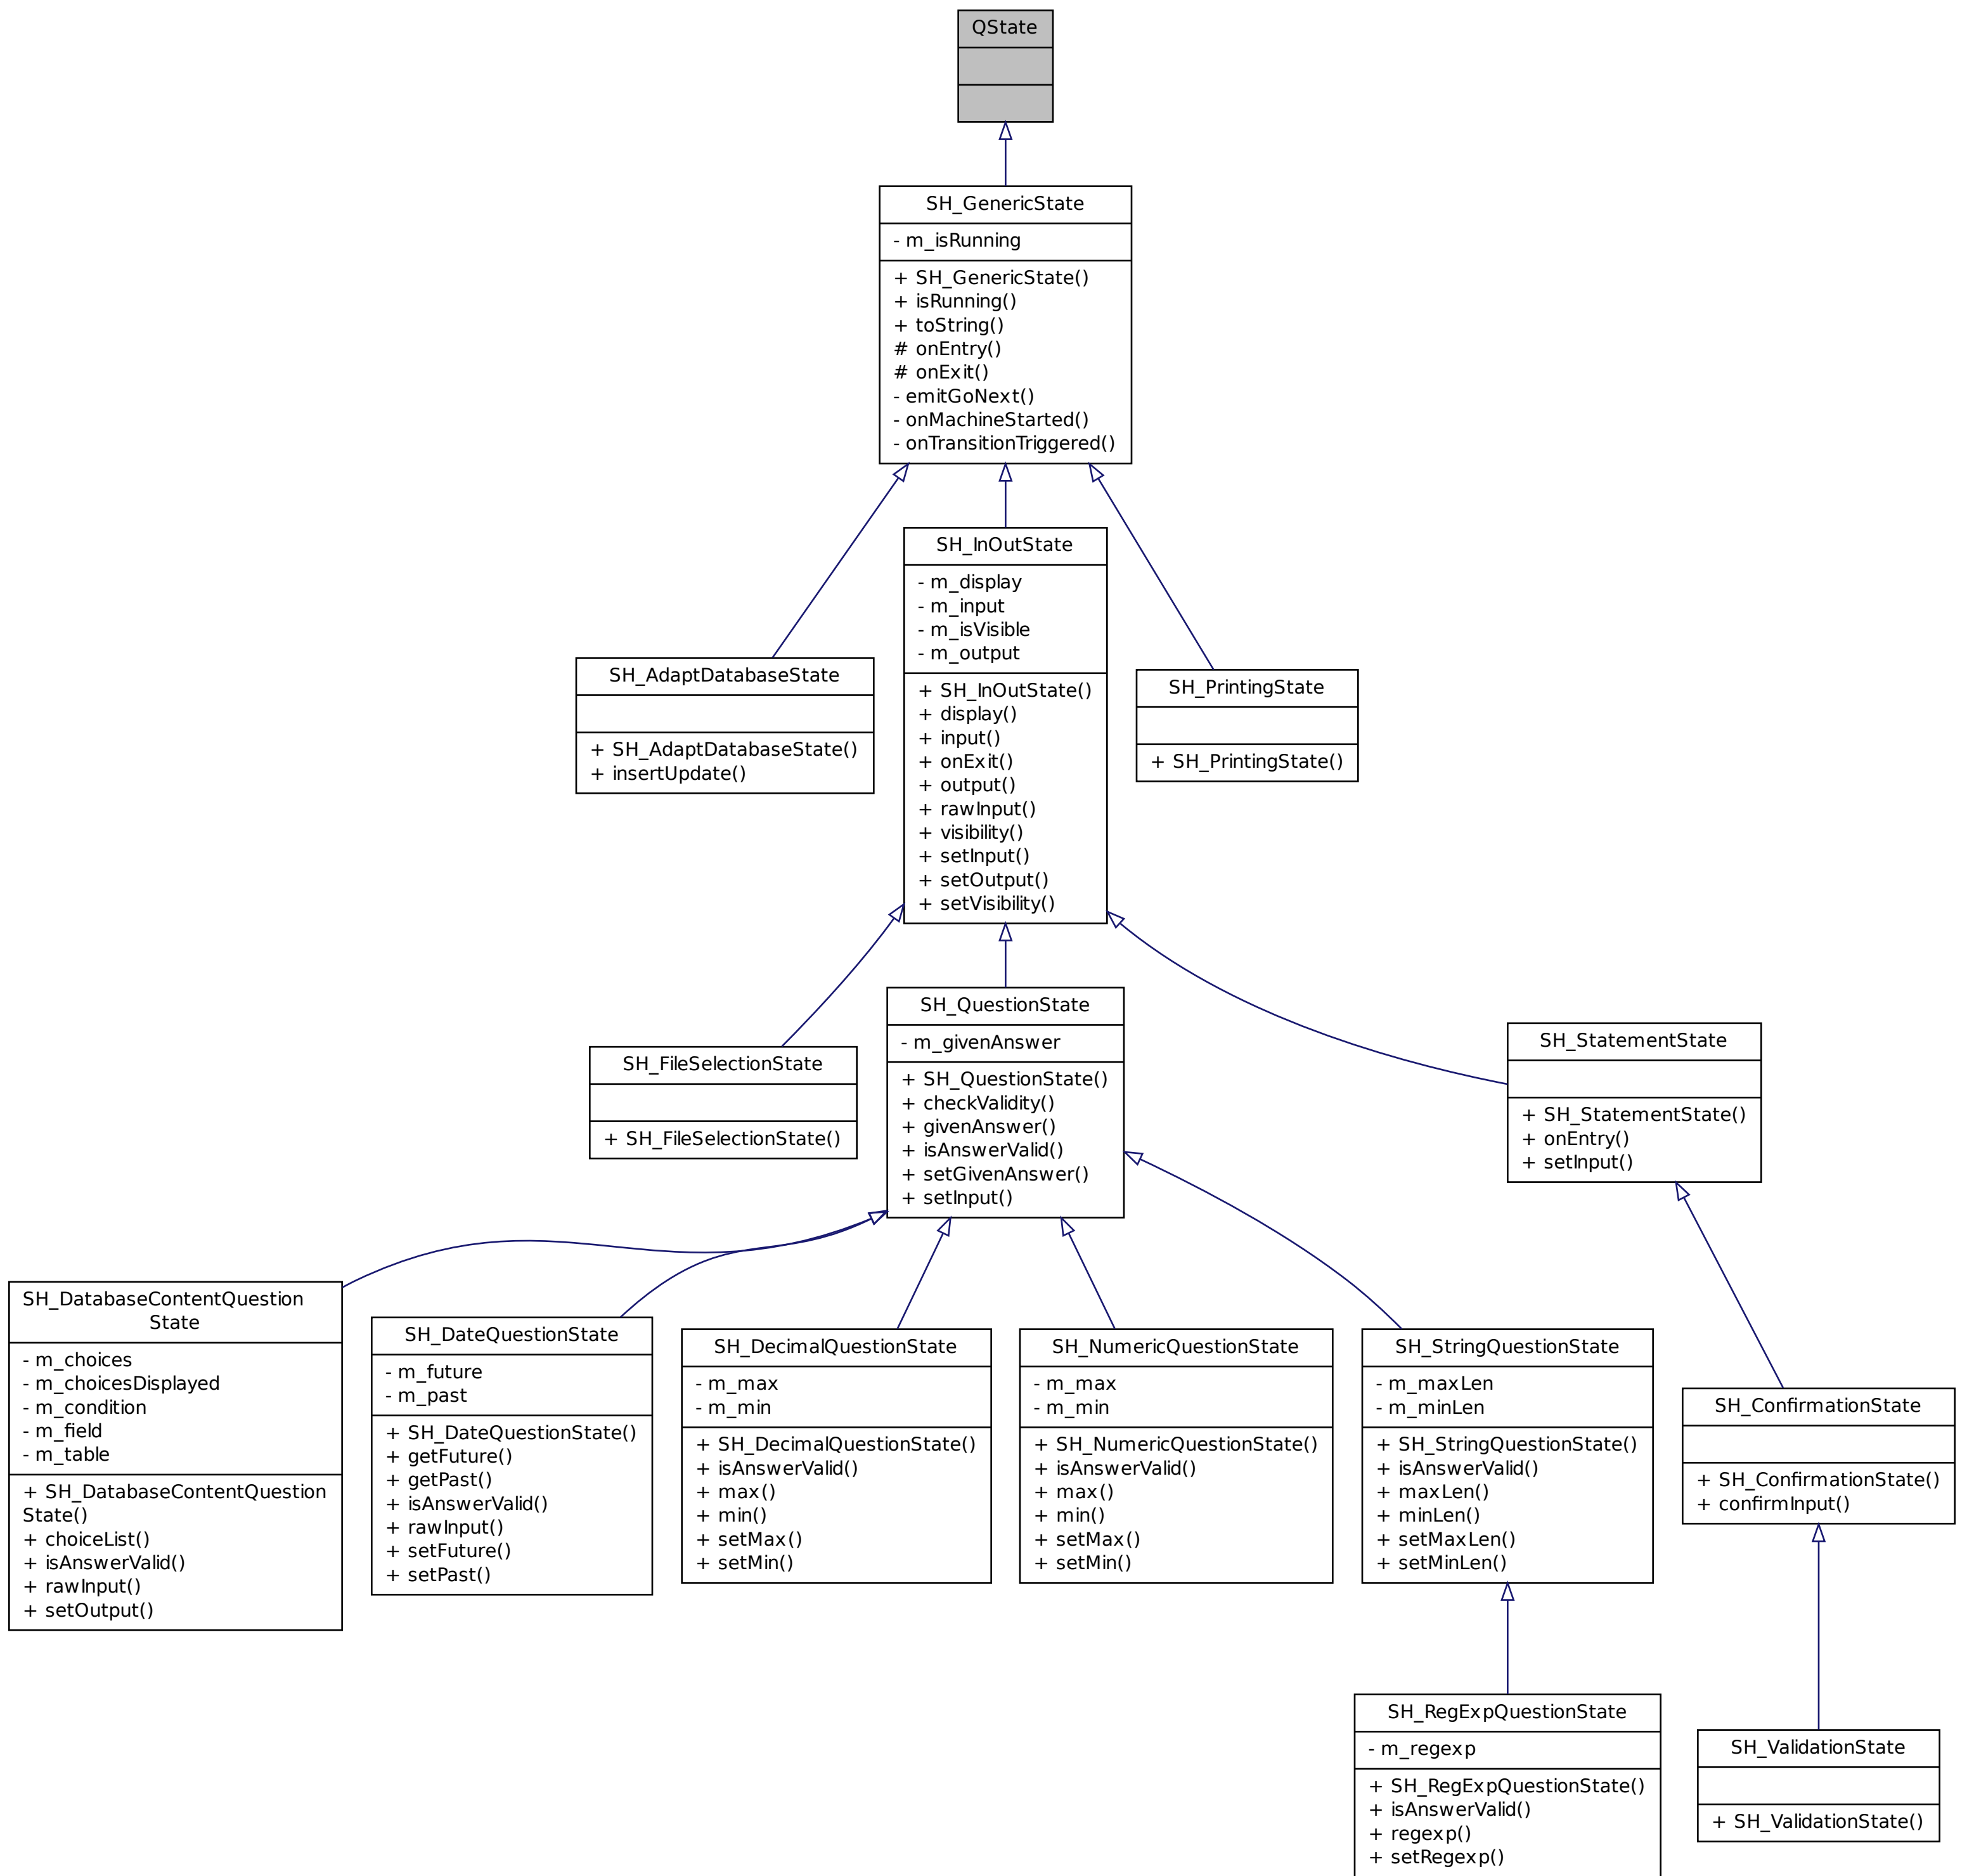 QState
SH_GenericState
- m_isRunning
+ SH_GenericState()
+ isRunning()
+ toString()
# onEntry()
# onExit()
- emitGoNext()
- onMachineStarted()
- onTransitionTriggered()
SH_InOutState
- m_display
- m_input
- m_isVisible
- m_output
+ SH_InOutState()
+ display()
+ input()
+ onExit()
+ output()
+ rawInput()
+ visibility()
+ setInput()
+ setOutput()
+ setVisibility()
SH_AdaptDatabaseState
+ SH_AdaptDatabaseState()
+ insertUpdate()
SH_PrintingState
+ SH_PrintingState()
SH_QuestionState
- m_givenAnswer
+ SH_QuestionState()
+ checkValidity()
+ givenAnswer()
+ isAnswerValid()
+ setGivenAnswer()
+ setInput()
SH_FileSelectionState
+ SH_FileSelectionState()
SH_StatementState
+ SH_StatementState()
+ onEntry()
+ setInput()
SH_DatabaseContentQuestion
State
- m_choices
- m_choicesDisplayed
- m_condition
- m_field
- m_table
+ SH_DatabaseContentQuestion
State()
+ choiceList()
+ isAnswerValid()
+ rawInput()
+ setOutput()
SH_DateQuestionState
- m_future
- m_past
+ SH_DateQuestionState()
+ getFuture()
+ getPast()
+ isAnswerValid()
+ rawInput()
+ setFuture()
+ setPast()
SH_DecimalQuestionState
- m_max
- m_min
+ SH_DecimalQuestionState()
+ isAnswerValid()
+ max()
+ min()
+ setMax()
+ setMin()
SH_NumericQuestionState
- m_max
- m_min
+ SH_NumericQuestionState()
+ isAnswerValid()
+ max()
+ min()
+ setMax()
+ setMin()
SH_StringQuestionState
- m_maxLen
- m_minLen
+ SH_StringQuestionState()
+ isAnswerValid()
+ maxLen()
+ minLen()
+ setMaxLen()
+ setMinLen()
SH_ConfirmationState
+ SH_ConfirmationState()
+ confirmInput()
SH_RegExpQuestionState
- m_regexp
+ SH_RegExpQuestionState()
+ isAnswerValid()
+ regexp()
+ setRegexp()
SH_ValidationState
+ SH_ValidationState()